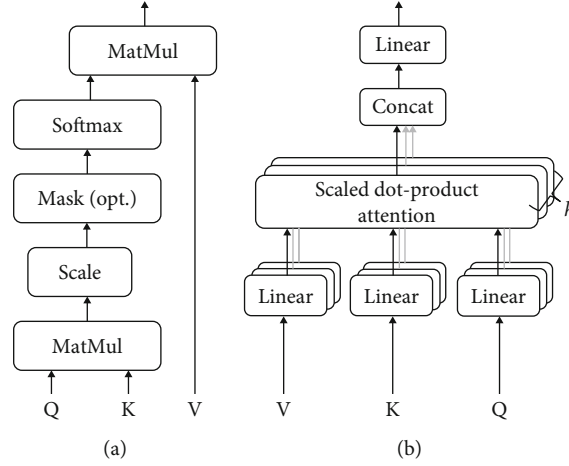 MatMul
Softmax
Mask (opt.)
Scale
MatMul
Q K V
(a)
Linear
Concat
Scaled dot-product
attention
Linear Linear Linear
V K Q
(b)